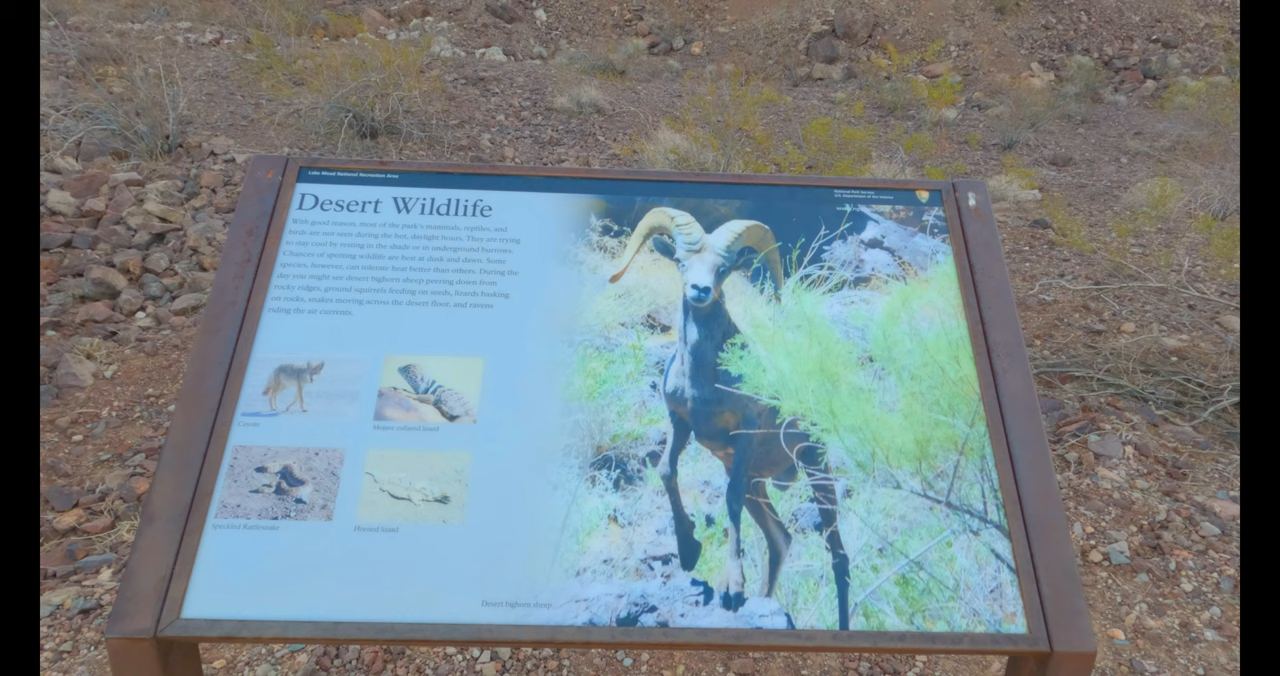 Lake Mead National Recreation Area
National Park Service
U.S. Department of the Interior
Desert Wildlife
With good reason, most of the park's mammals, reptiles, and
birds are not seen during the hot, daylight hours. They are trying
to stay cool by resting in the shade or in underground burrows.
Chances of spotting wildlife are best at dusk and dawn. Some
species, however, can tolerate heat better than others. During the
day you might see desert bighorn sheep peering down from
rocky ridges, ground squirrels feeding on seeds, lizards basking
on rocks, snakes moving across the desert floor, and ravens
riding the air currents.
Coyote
Mojave collared lizard
Speckled Rattlesnake
Horned lizard
Desert bighorn sheep